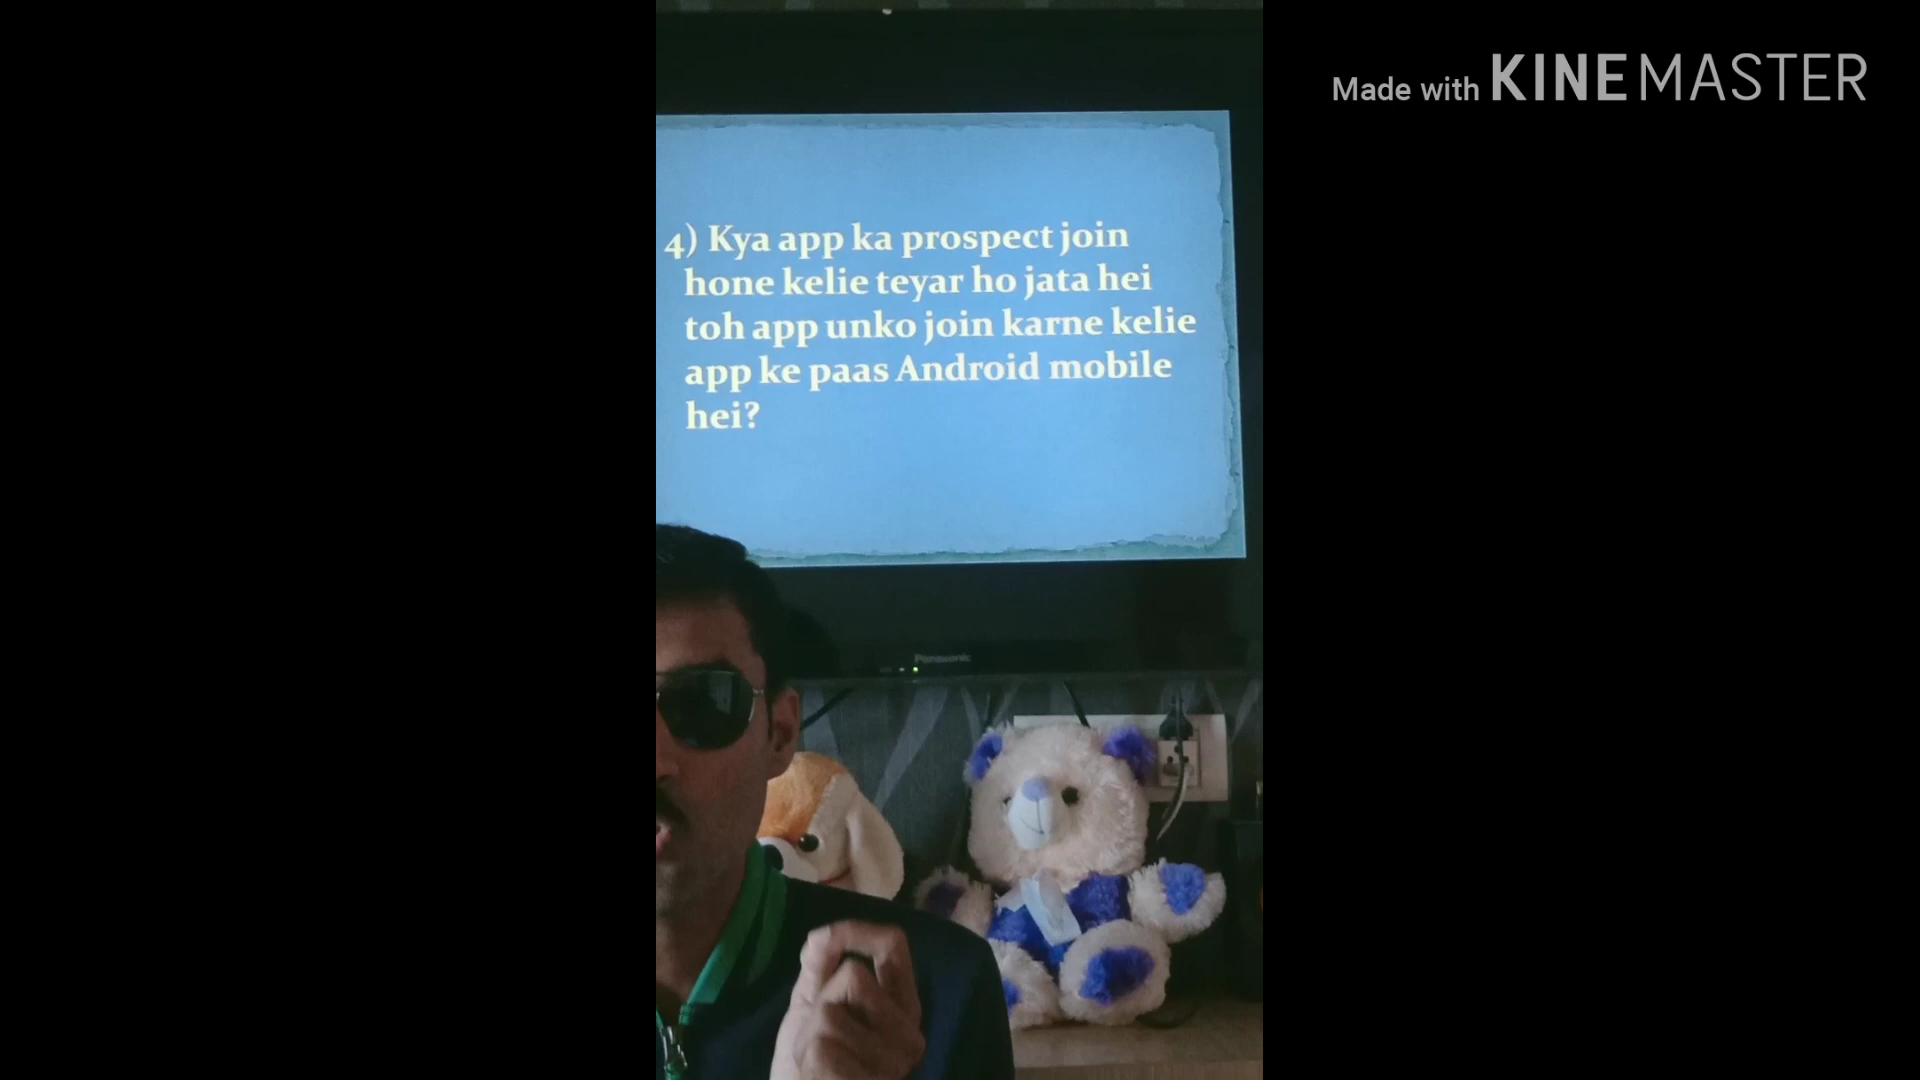 Made with KINEMASTER
4) Kya app ka prospect join
hone kelie teyar ho jata hei
toh app unko join karne kelie
app ke paas Android mobile
hei?
Panasonic